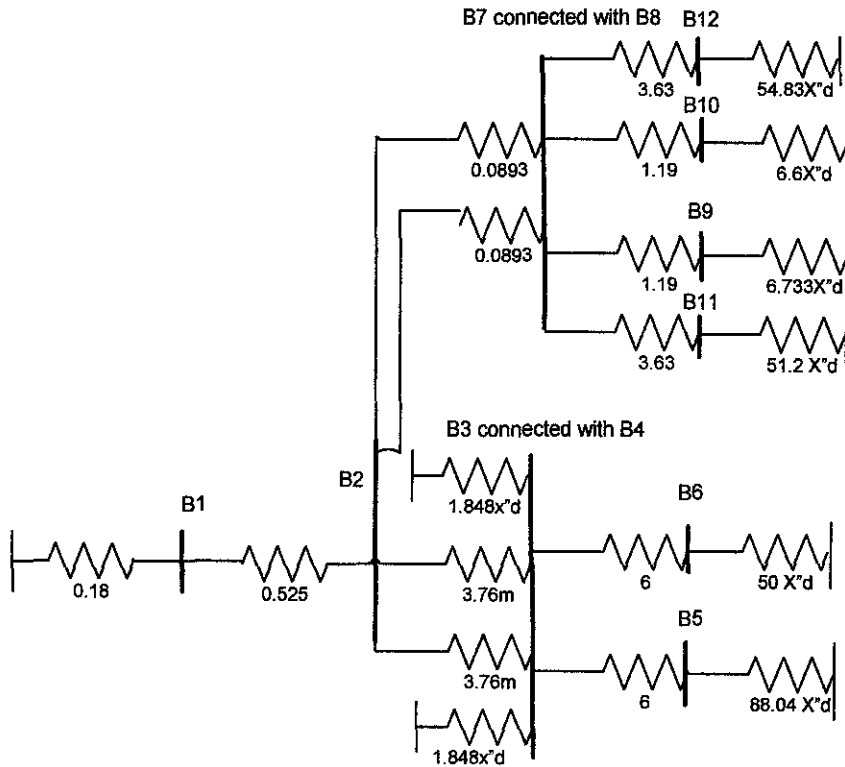 B7 connected with B8
B12
3.63
54.83X"d
B10
0.0893
1.19
6.6X"d
B9
0.0893
1.19
6.733X"d
B11
3.63
51.2 X"d
B3 connected with B4
B2
1.848x"d
B1
B6
0.18
0.525
3.76m
6
50 X"d
B5
3.76m
6
88.04 X"d
1.848x"d